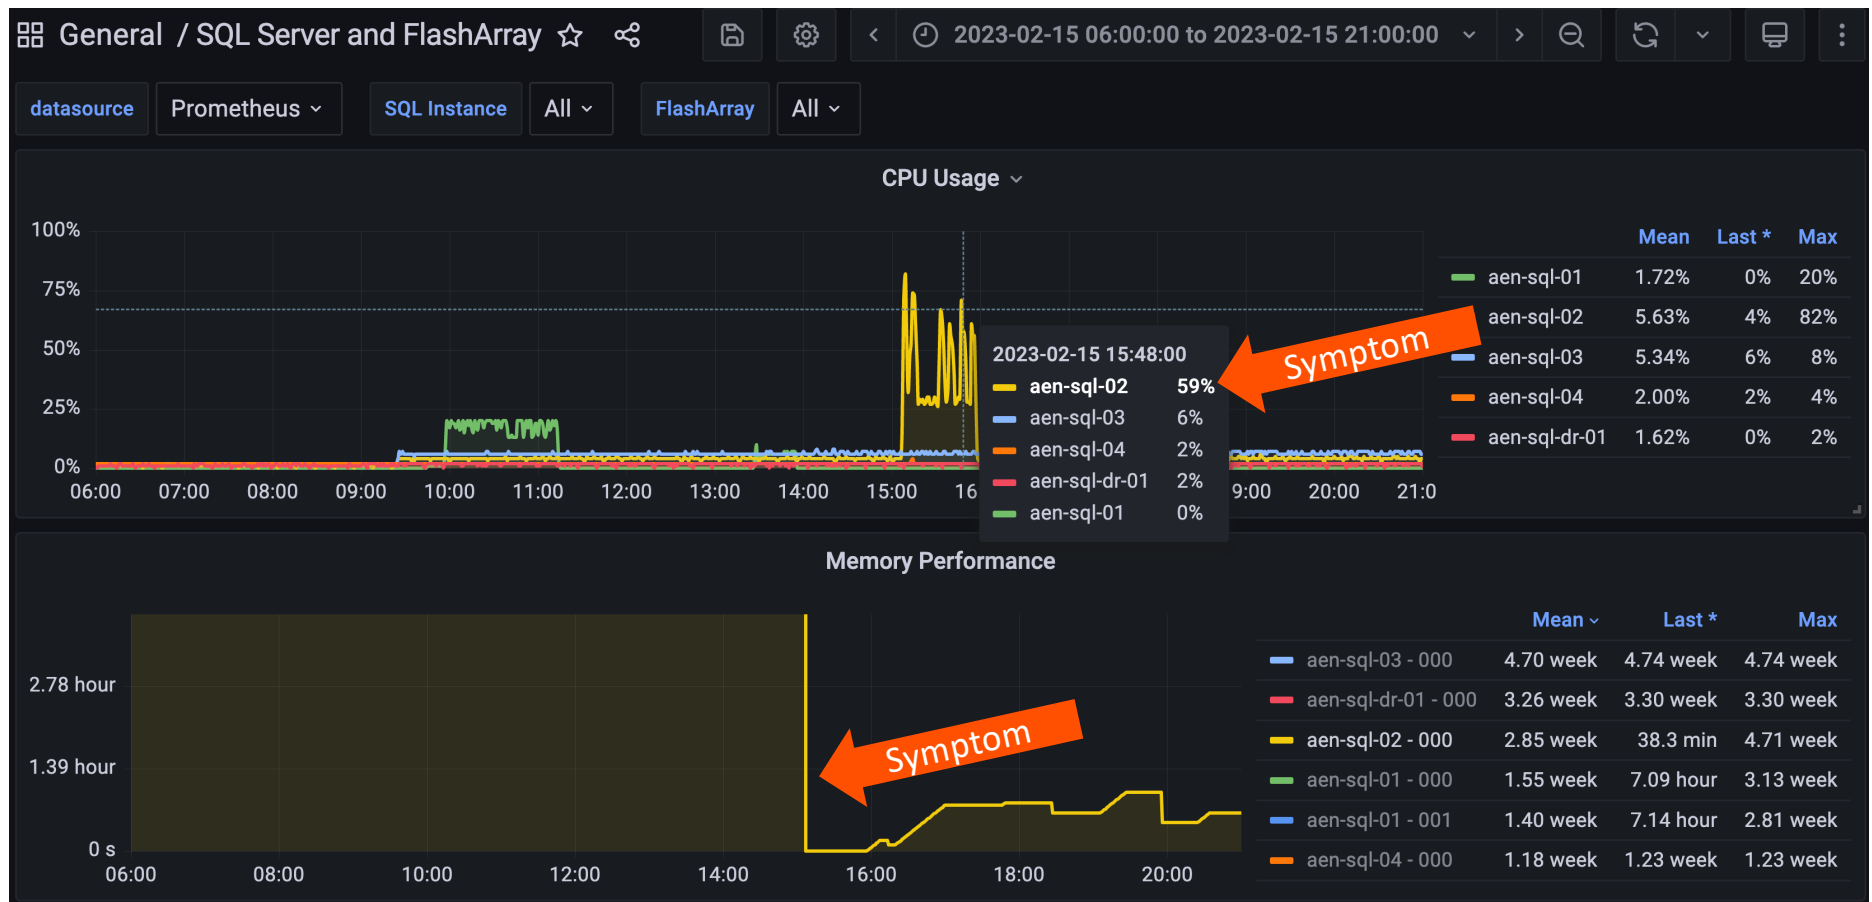 General / SQL Server and FlashArray
2023-02-15 06:00:00 to 2023-02-15 21:00:00
datasource Prometheus SQL Instance All FlashArray All
CPU Usage
100%
75%
50%
25%
0%
06:00 07:00 08:00 09:00 10:00 11:00 12:00 13:00 14:00 15:00 16 9:00 20:00 21:0
2023-02-15 15:48:00
aen-sql-02 59%
aen-sql-03 6%
aen-sql-04 2%
aen-sql-dr-01 2%
aen-sql-01 0%
Symptom
Mean Last * Max
aen-sql-01 1.72% 0% 20%
aen-sql-02 5.63% 4% 82%
aen-sql-03 5.34% 6% 8%
aen-sql-04 2.00% 2% 4%
aen-sql-dr-01 1.62% 0% 2%
Memory Performance
2.78 hour
1.39 hour
0 s
06:00 08:00 10:00 12:00 14:00 16:00 18:00 20:00
Symptom
Mean Last * Max
aen-sql-03 - 000 4.70 week 4.74 week 4.74 week
aen-sql-dr-01 - 000 3.26 week 3.30 week 3.30 week
aen-sql-02 - 000 2.85 week 38.3 min 4.71 week
aen-sql-01 - 000 1.55 week 7.09 hour 3.13 week
aen-sql-01 - 001 1.40 week 7.14 hour 2.81 week
aen-sql-04 - 000 1.18 week 1.23 week 1.23 week